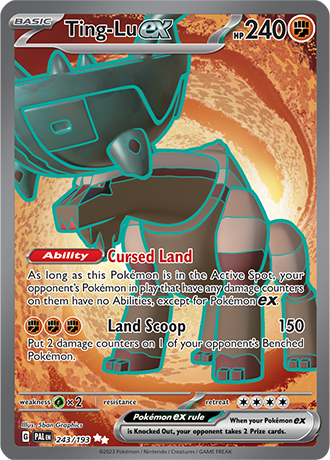 BASIC Ting-Lu ex HP 240
Ability Cursed Land
As long as this Pokémon is in the Active Spot, your
opponent's Pokémon in play that have any damage counters
on them have no Abilities, except for Pokémon ex.
Land Scoop 150
Put 2 damage counters on 1 of your opponent's Benched
Pokémon.
weakness ×2 resistance retreat
Illus. 5ban Graphics
Pokémon ex rule
When your Pokémon ex
is Knocked Out, your opponent takes 2 Prize cards.
G PAL EN 243/193
©2023 Pokémon / Nintendo / Creatures / GAME FREAK